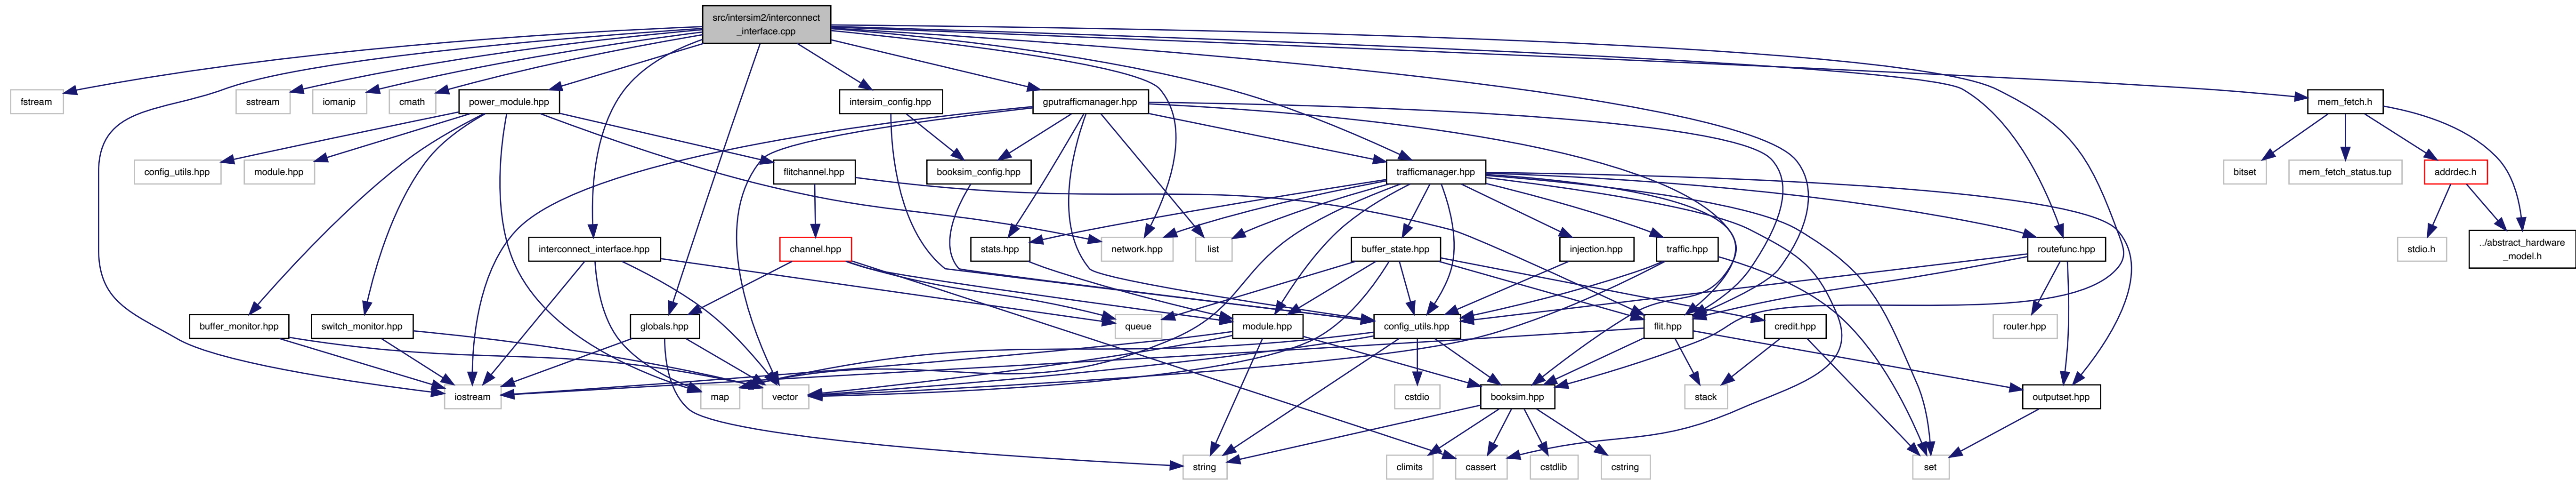 src/intersim2/interconnect
_interface.cpp
fstream
sstream
iomanip
cmath
power_module.hpp
intersim_config.hpp
gputrafficmanager.hpp
mem_fetch.h
config_utils.hpp
module.hpp
flitchannel.hpp
booksim_config.hpp
trafficmanager.hpp
bitset
mem_fetch_status.tup
addrdec.h
interconnect_interface.hpp
channel.hpp
stats.hpp
network.hpp
list
buffer_state.hpp
injection.hpp
traffic.hpp
routefunc.hpp
stdio.h
../abstract_hardware
_model.h
buffer_monitor.hpp
switch_monitor.hpp
globals.hpp
queue
module.hpp
config_utils.hpp
flit.hpp
credit.hpp
router.hpp
iostream
map
vector
cstdio
booksim.hpp
stack
outputset.hpp
string
climits
cassert
cstdlib
cstring
set